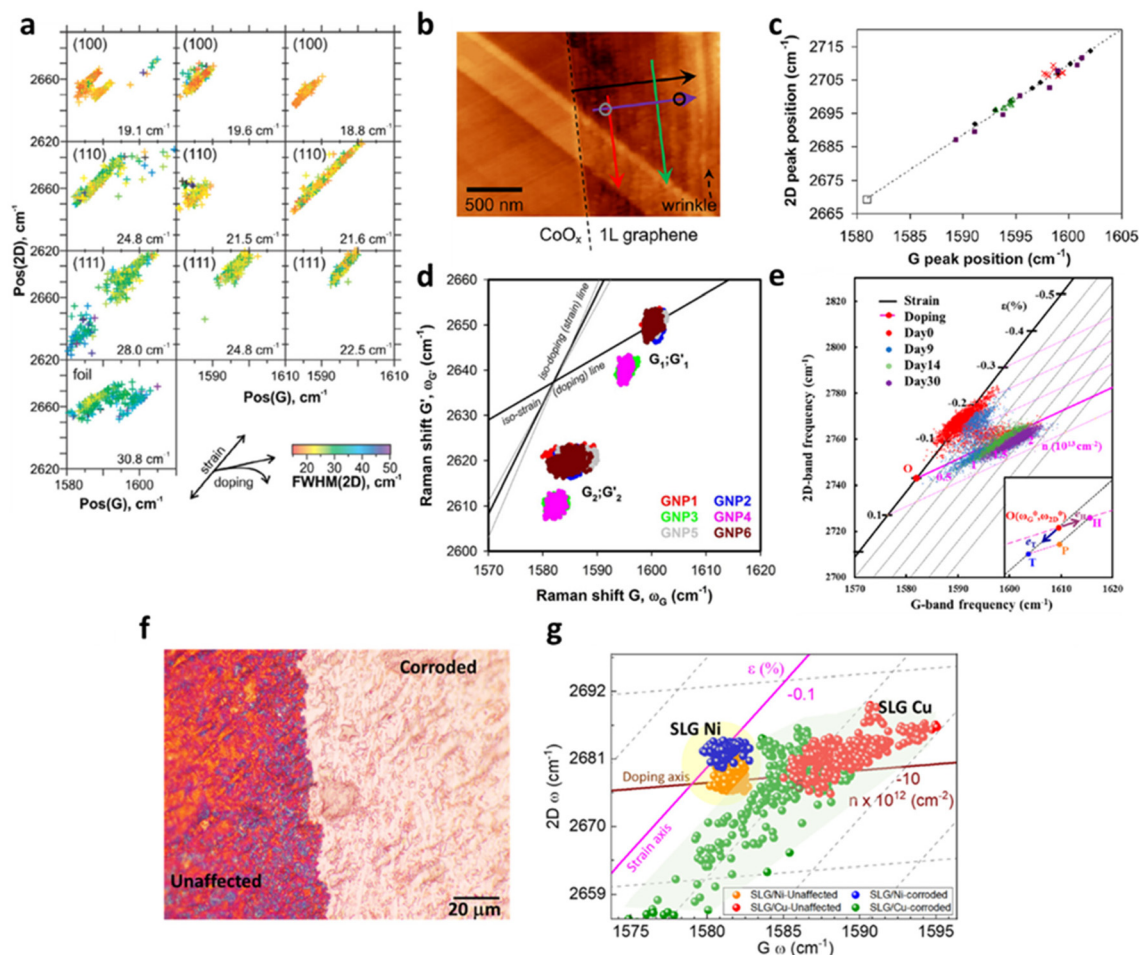 a
Pos(2D), cm⁻¹
2660
2620
2660
2620
2660
2620
2660
2620
(100)
19.1 cm⁻¹
(100)
19.6 cm⁻¹
(100)
18.8 cm⁻¹
(110)
24.8 cm⁻¹
(110)
21.5 cm⁻¹
(110)
21.6 cm⁻¹
(111)
28.0 cm⁻¹
(111)
24.8 cm⁻¹
(111)
22.5 cm⁻¹
foil
30.8 cm⁻¹
1590
1610
Pos(G), cm⁻¹
1580
1600
Pos(G), cm⁻¹
strain
doping
20 30 40 50
FWHM(2D), cm⁻¹
b
500 nm
wrinkle
CoOₓ
1L graphene
c
2D peak position (cm⁻¹)
2715
2705
2695
2685
2675
2665
1580 1585 1590 1595 1600 1605
G peak position (cm⁻¹)
d
Raman shift G', ωG' (cm⁻¹)
2660
2650
2640
2630
2620
2610
2600
iso-doping (strain) line
iso-strain (doping) line
G₁;G'₁
G₂;G'₂
GNP1 GNP2
GNP3 GNP4
GNP5 GNP6
1570 1580 1590 1600 1610 1620
Raman shift G, ωG (cm⁻¹)
e
2D-band frequency (cm⁻¹)
2820
2800
2780
2760
2740
2720
2700
Strain
Doping
Day0
Day9
Day14
Day30
ε(%)
-0.5
-0.4
-0.3
-0.2
-0.1
0.1
O
0.5
1
n (10¹³cm⁻²)
O(ωG⁰,ω2D⁰)
H
T
P
1570 1580 1590 1600 1610 1620
G-band frequency (cm⁻¹)
f
Corroded
Unaffected
20 μm
g
2D ω (cm⁻¹)
2692
2681
2670
2659
ε (%)
-0.1
SLG Ni
SLG Cu
Doping axis
-10
n x 10¹² (cm⁻²)
Strain axis
SLG/Ni-Unaffected SLG/Ni-corroded
SLG/Cu-Unaffected SLG/Cu-corroded
1575 1580 1585 1590 1595
G ω (cm⁻¹)